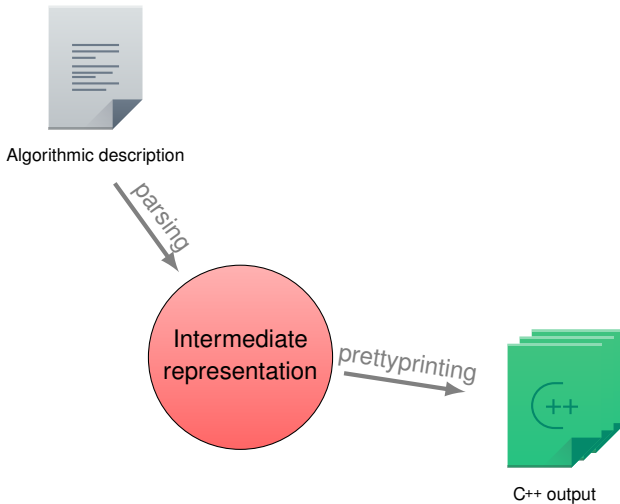 Algorithmic description
parsing
Intermediate
representation
prettyprinting
C++
C++ output